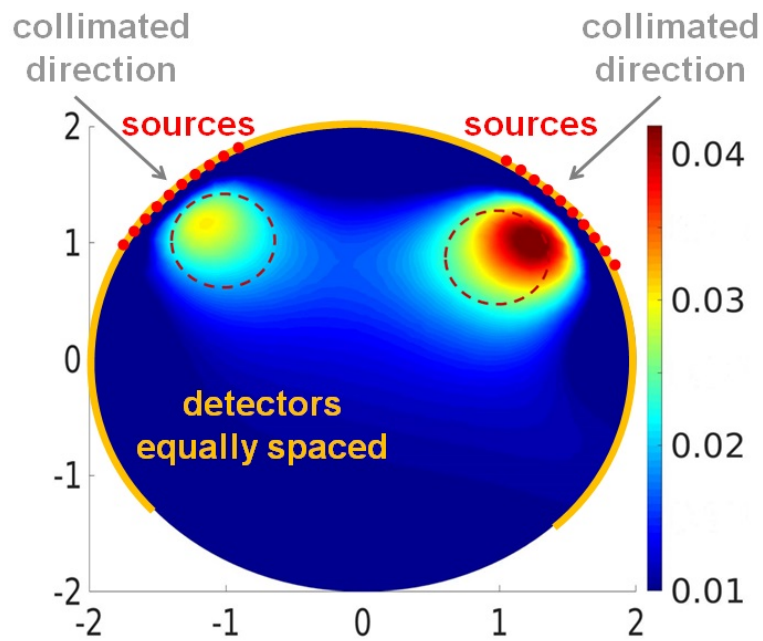 collimated
direction
collimated
direction
sources
sources
2
1
0
-1
-2
-2
-1
0
1
2
detectors
equally spaced
0.04
0.03
0.02
0.01